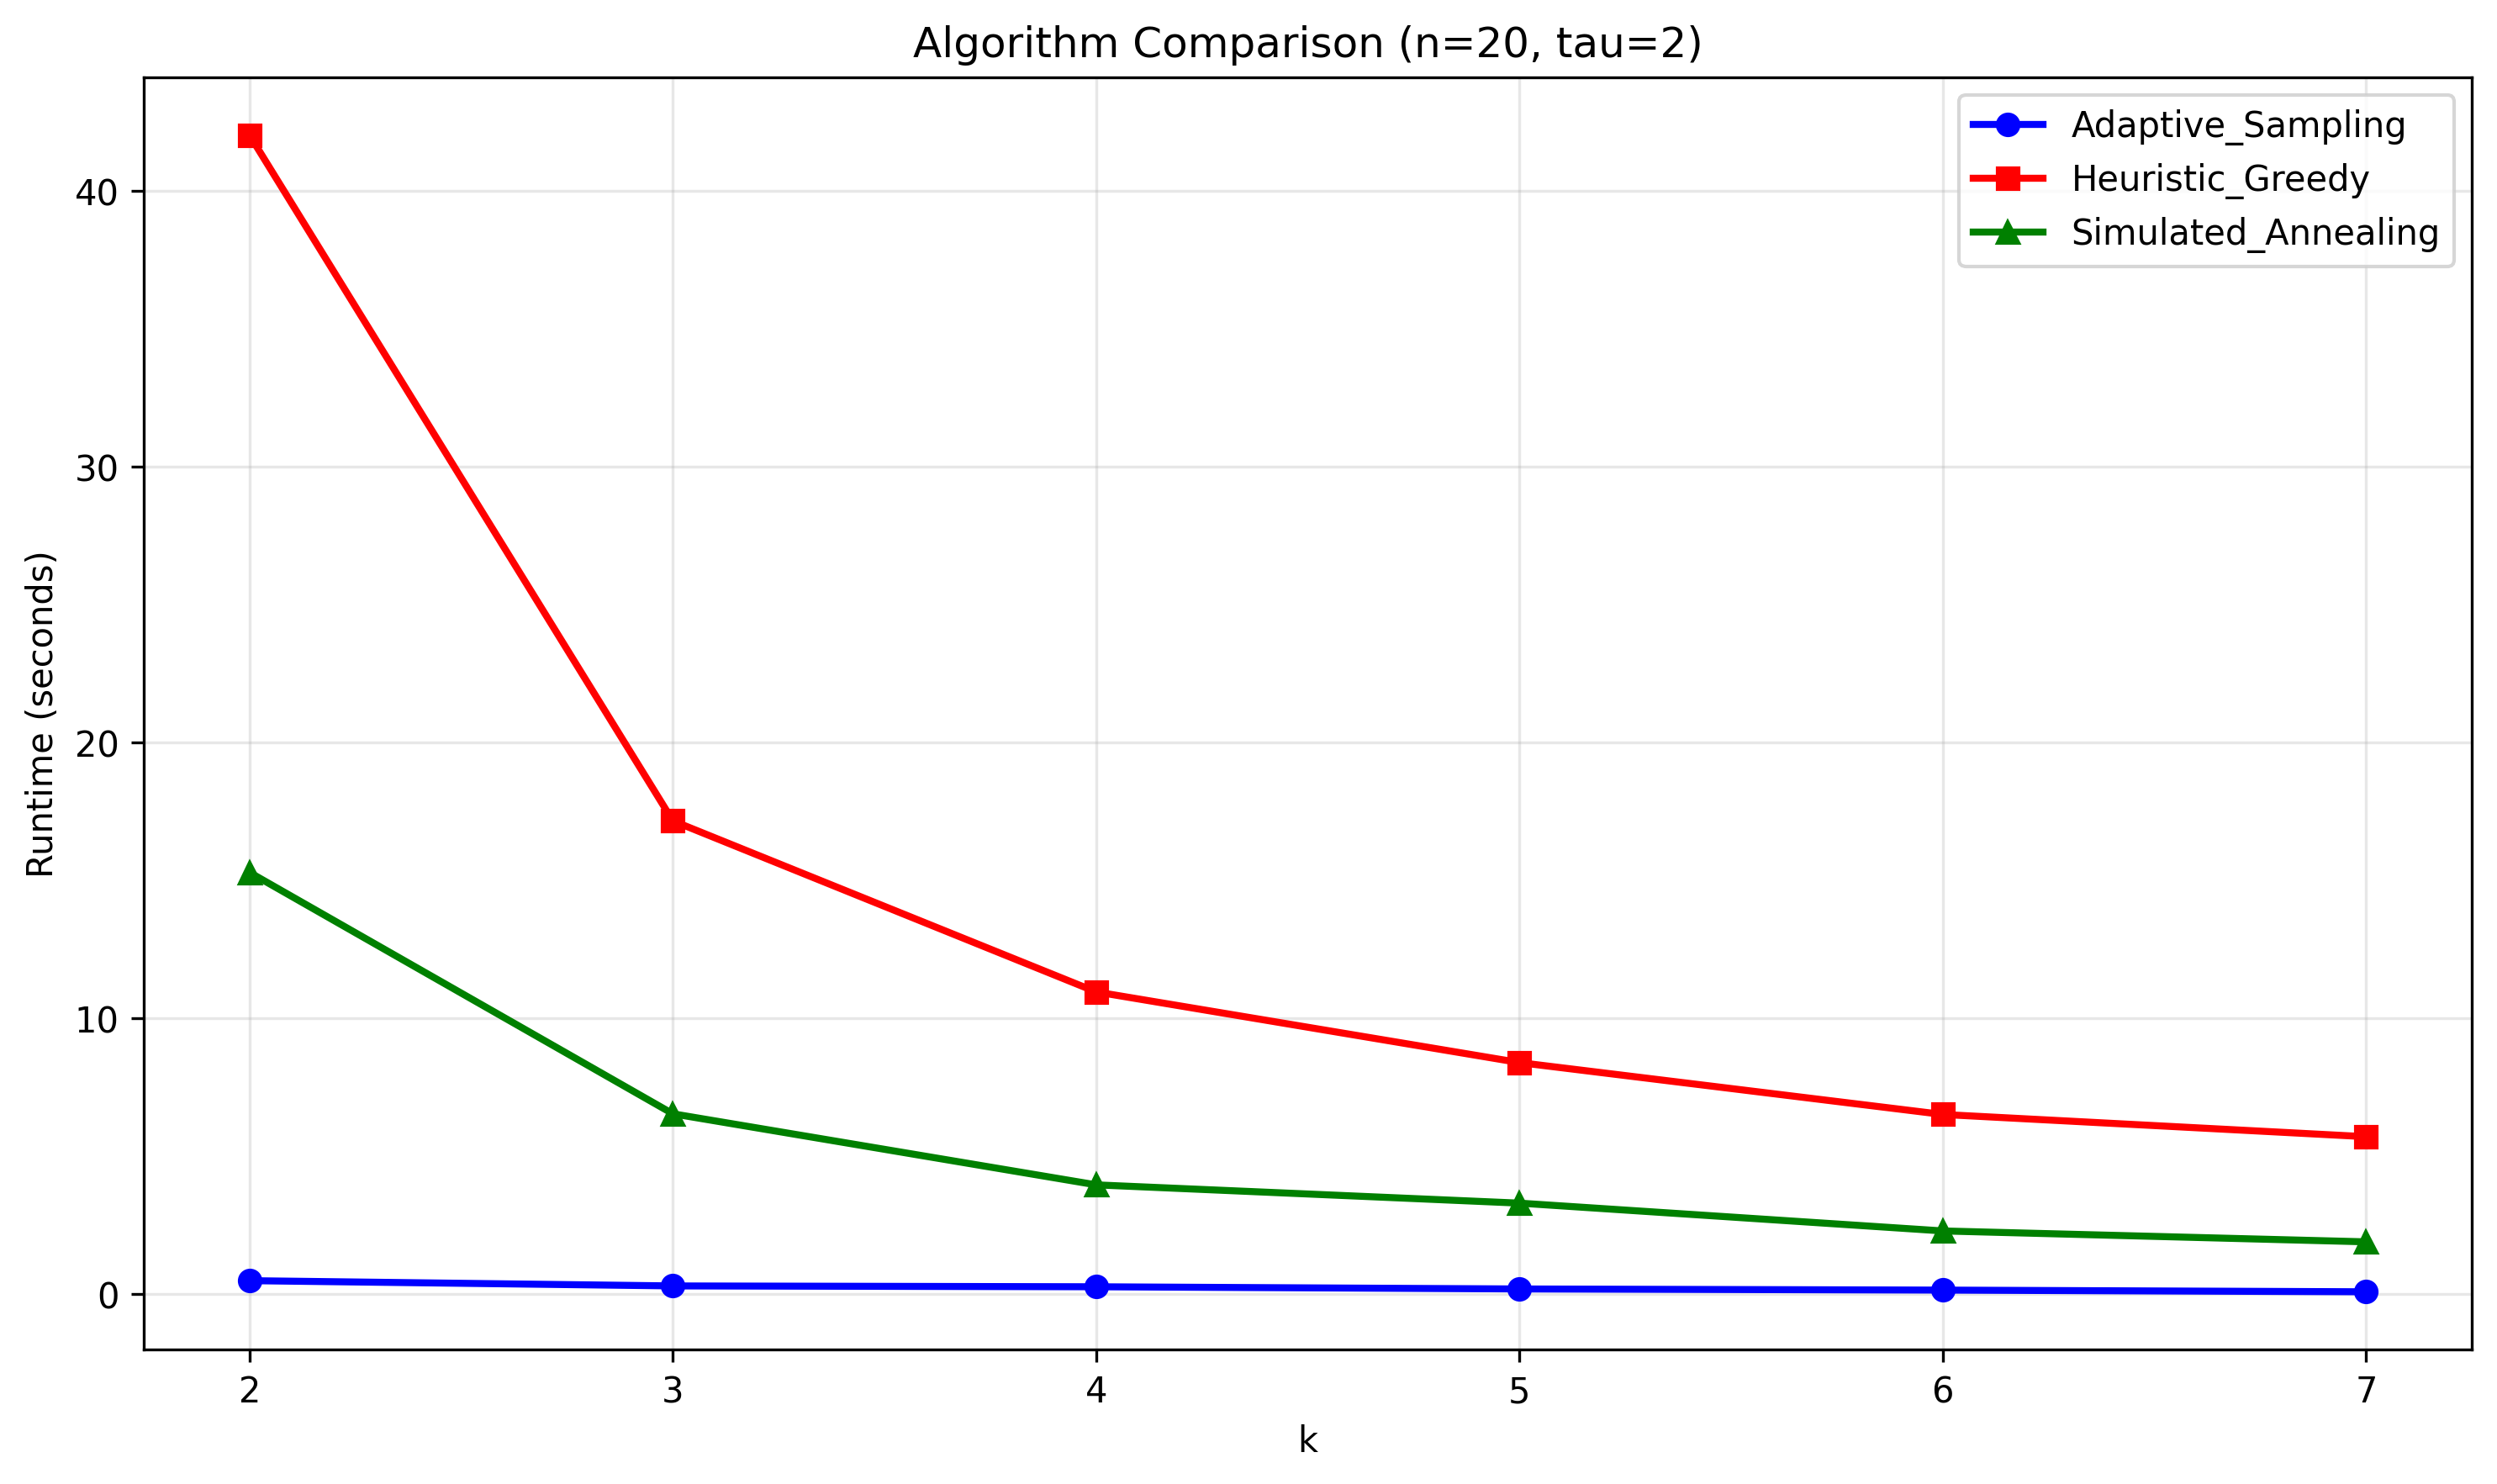 Algorithm Comparison (n=20, tau=2)
Adaptive_Sampling
Heuristic_Greedy
Simulated_Annealing
Runtime (seconds)
40
30
20
10
0
2 3 4 5 6 7
k